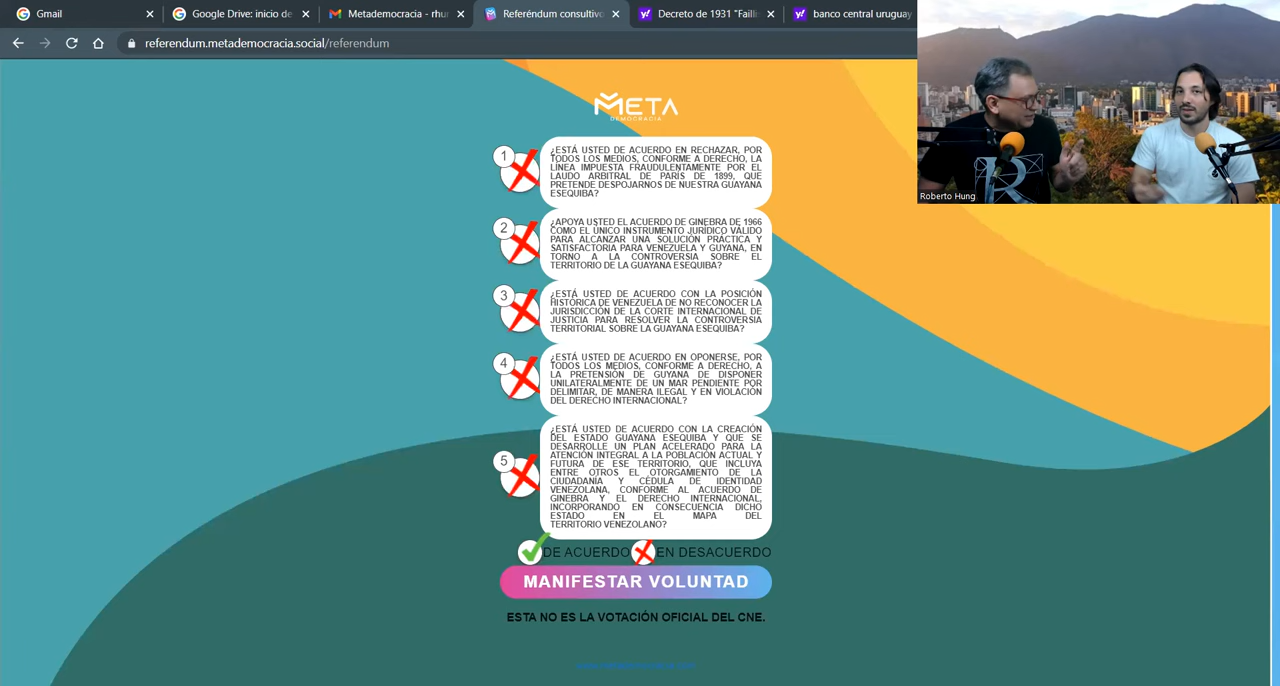 Gmail
Google Drive: inicio de
Metademocracia - rhur
Referéndum consultivo
Decreto de 1931 "Failli
banco central uruguay
referendum.metademocracia.social/referendum
META
DEMOCRACIA
Roberto Hung
1
¿ESTÁ USTED DE ACUERDO EN RECHAZAR, POR
TODOS LOS MEDIOS, CONFORME A DERECHO, LA
LÍNEA IMPUESTA FRAUDULENTAMENTE POR EL
LAUDO ARBITRAL DE PARÍS DE 1899, QUE
PRETENDE DESPOJARNOS DE NUESTRA GUAYANA
ESEQUIBA?
2
¿APOYA USTED EL ACUERDO DE GINEBRA DE 1966
COMO EL ÚNICO INSTRUMENTO JURÍDICO VÁLIDO
PARA ALCANZAR UNA SOLUCIÓN PRÁCTICA Y
SATISFACTORIA PARA VENEZUELA Y GUYANA, EN
TORNO A LA CONTROVERSIA SOBRE EL
TERRITORIO DE LA GUAYANA ESEQUIBA?
3
¿ESTÁ USTED DE ACUERDO CON LA POSICIÓN
HISTÓRICA DE VENEZUELA DE NO RECONOCER LA
JURISDICCIÓN DE LA CORTE INTERNACIONAL DE
JUSTICIA PARA RESOLVER LA CONTROVERSIA
TERRITORIAL SOBRE LA GUAYANA ESEQUIBA?
4
¿ESTÁ USTED DE ACUERDO EN OPONERSE, POR
TODOS LOS MEDIOS, CONFORME A DERECHO, A
LA PRETENSIÓN DE GUYANA DE DISPONER
UNILATERALMENTE DE UN MAR PENDIENTE POR
DELIMITAR, DE MANERA ILEGAL Y EN VIOLACIÓN
DEL DERECHO INTERNACIONAL?
5
¿ESTÁ USTED DE ACUERDO CON LA CREACIÓN
DEL ESTADO GUAYANA ESEQUIBA Y QUE SE
DESARROLLE UN PLAN ACELERADO PARA LA
ATENCIÓN INTEGRAL A LA POBLACIÓN ACTUAL Y
FUTURA DE ESE TERRITORIO, QUE INCLUYA
ENTRE OTROS EL OTORGAMIENTO DE LA
CIUDADANÍA Y CÉDULA DE IDENTIDAD
VENEZOLANA, CONFORME AL ACUERDO DE
GINEBRA Y EL DERECHO INTERNACIONAL,
INCORPORANDO EN CONSECUENCIA DICHO
ESTADO EN EL MAPA DEL
TERRITORIO VENEZOLANO?
DE ACUERDO EN DESACUERDO
MANIFESTAR VOLUNTAD
ESTA NO ES LA VOTACIÓN OFICIAL DEL CNE.